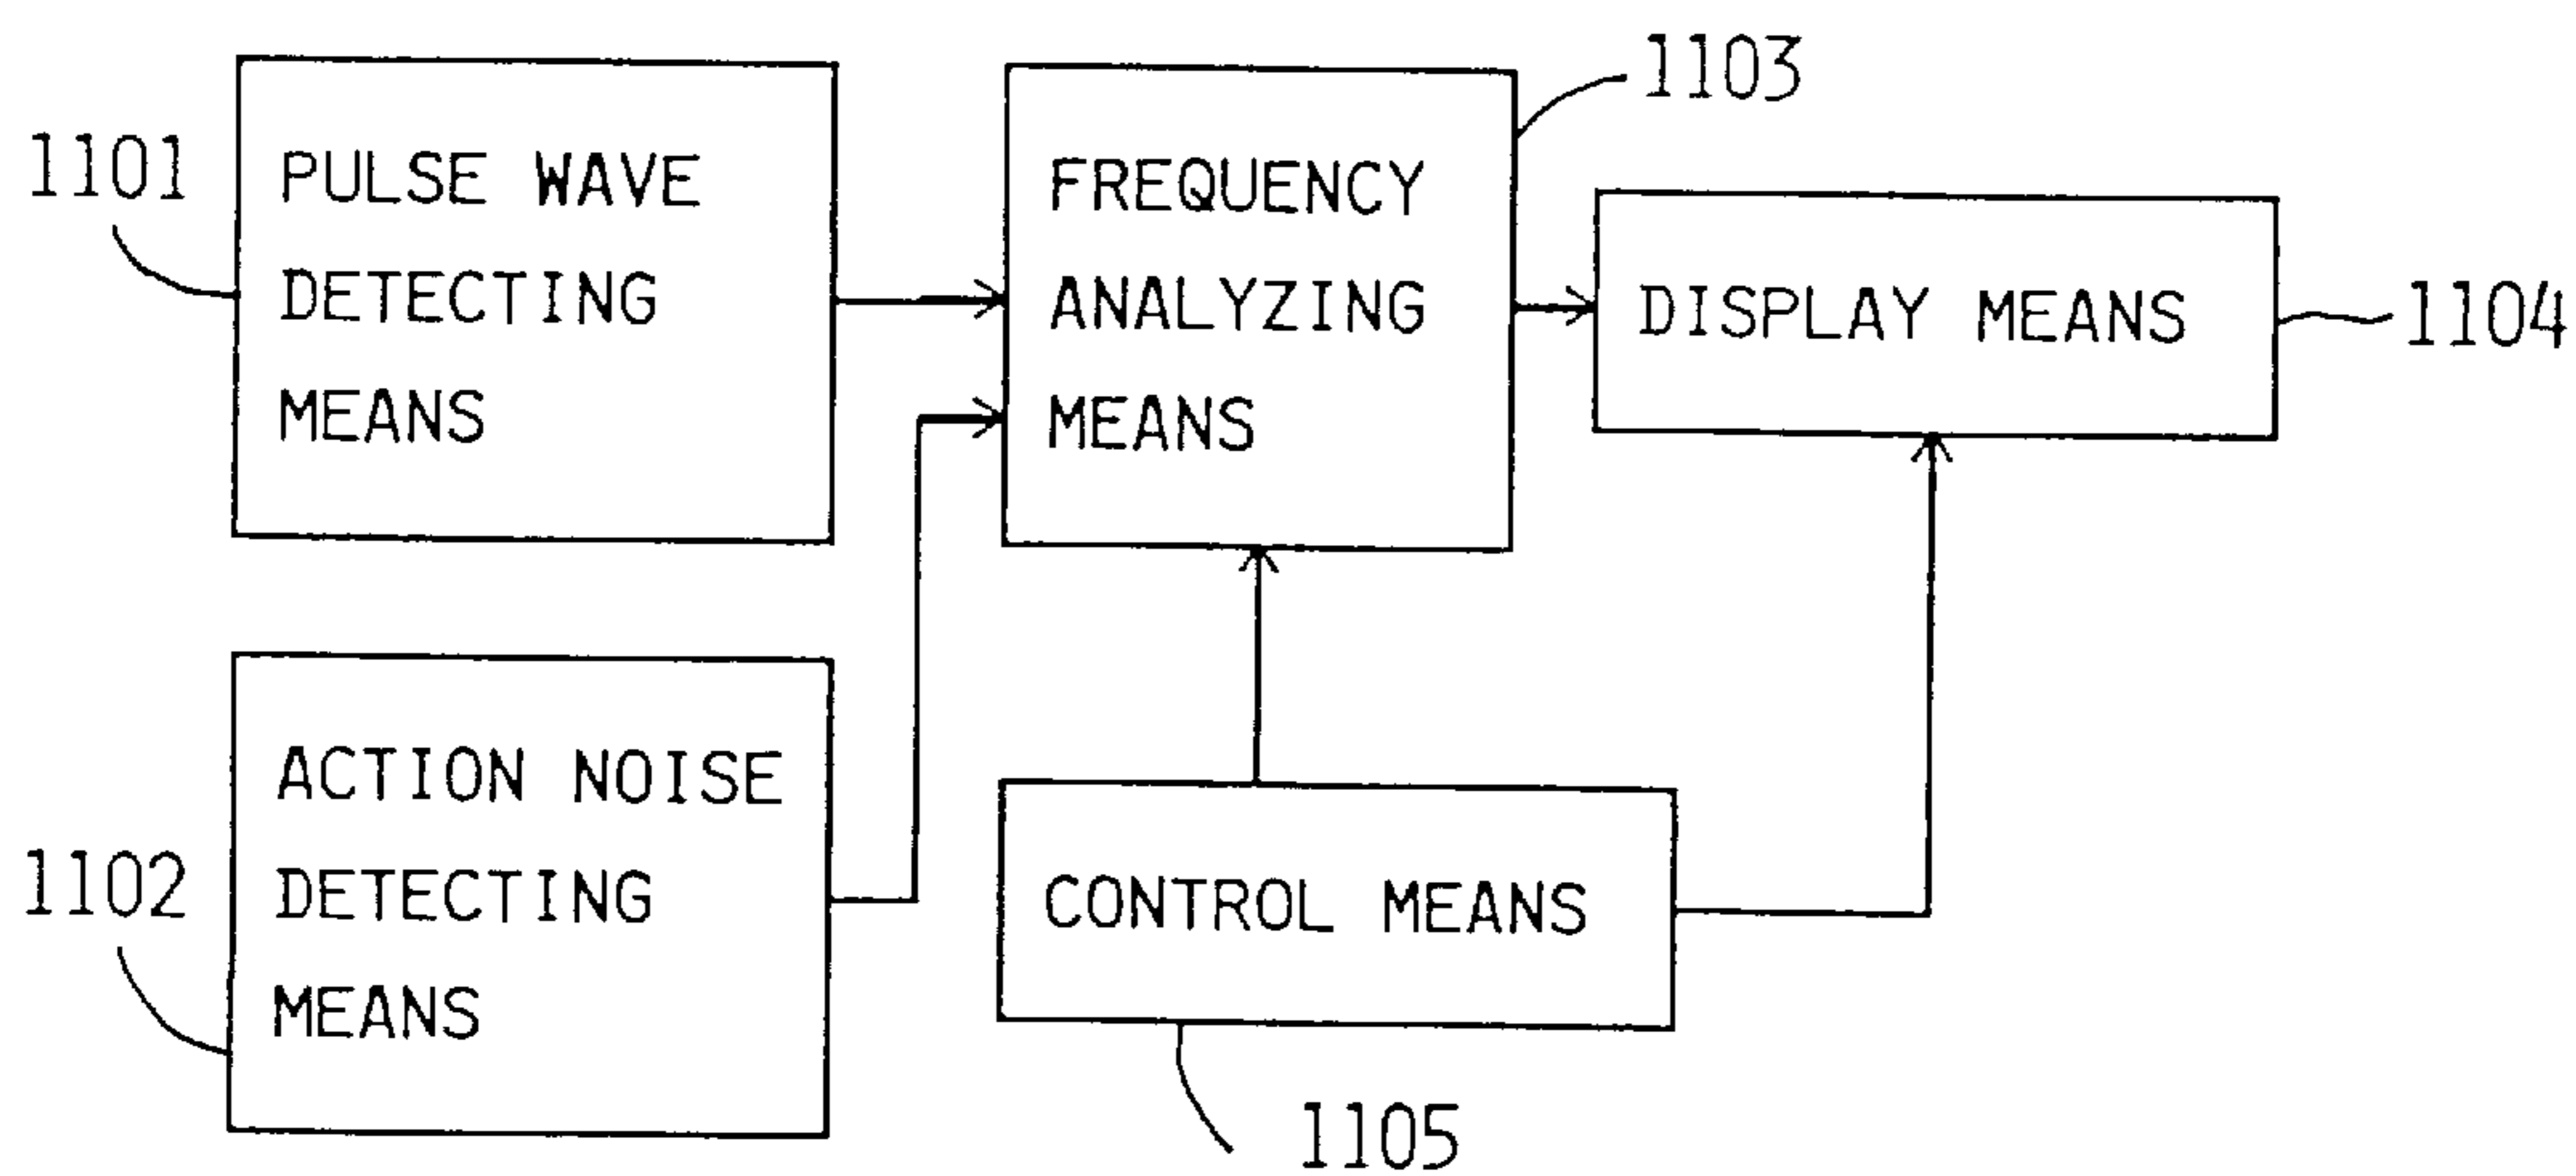 1101
PULSE WAVE
DETECTING
MEANS
1103
FREQUENCY
ANALYZING
MEANS
DISPLAY MEANS
1104
1102
ACTION NOISE
DETECTING
MEANS
CONTROL MEANS
1105